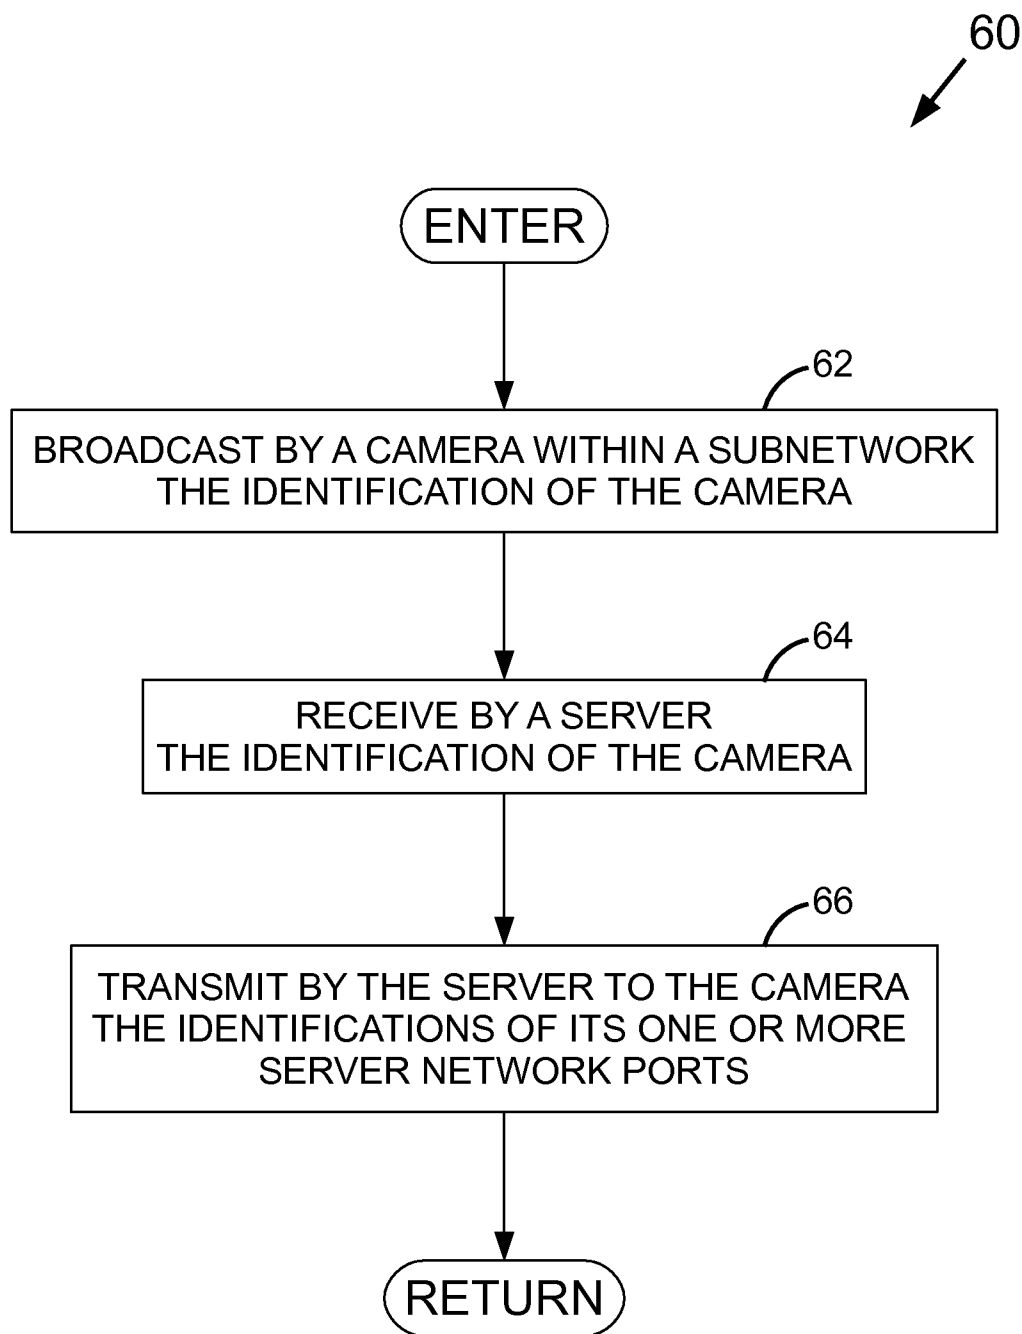 60
ENTER
62
BROADCAST BY A CAMERA WITHIN A SUBNETWORK
THE IDENTIFICATION OF THE CAMERA
64
RECEIVE BY A SERVER
THE IDENTIFICATION OF THE CAMERA
66
TRANSMIT BY THE SERVER TO THE CAMERA
THE IDENTIFICATIONS OF ITS ONE OR MORE
SERVER NETWORK PORTS
RETURN